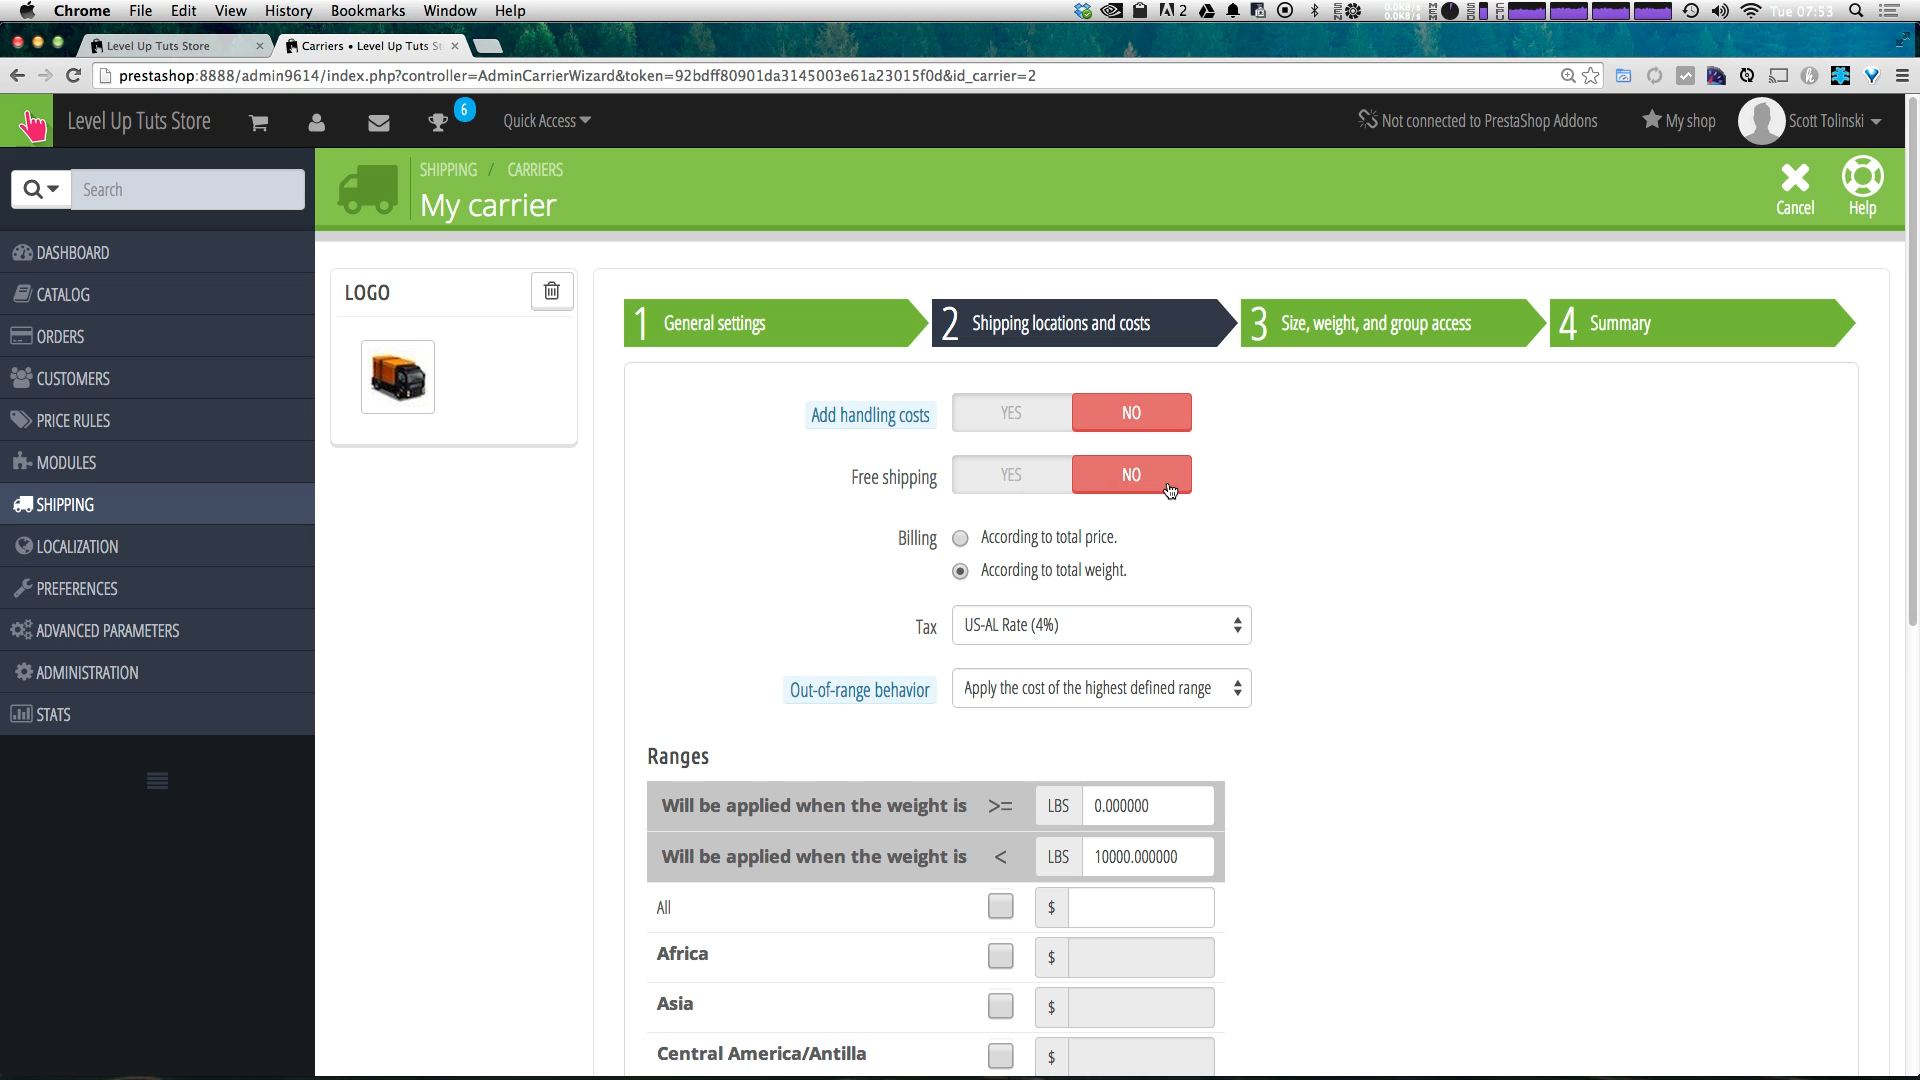 Chrome File Edit View History Bookmarks Window Help 2 Tue 07:53
Level Up Tuts Store Carriers • Level Up Tuts St
prestashop:8888/admin9614/index.php?controller=AdminCarrierWizard&token=92bdff80901da3145003e61a23015f0d&id_carrier=2
Level Up Tuts Store 6 Quick Access Not connected to PrestaShop Addons My shop Scott Tolinski
Search
SHIPPING / CARRIERS
My carrier
Cancel Help
DASHBOARD
CATALOG
ORDERS
CUSTOMERS
PRICE RULES
MODULES
SHIPPING
LOCALIZATION
PREFERENCES
ADVANCED PARAMETERS
ADMINISTRATION
STATS
LOGO
1 General settings 2 Shipping locations and costs 3 Size, weight, and group access 4 Summary
Add handling costs YES NO
Free shipping YES NO
Billing According to total price.
According to total weight.
Tax US-AL Rate (4%)
Out-of-range behavior Apply the cost of the highest defined range
Ranges
Will be applied when the weight is >= LBS 0.000000
Will be applied when the weight is < LBS 10000.000000
All $
Africa $
Asia $
Central America/Antilla $